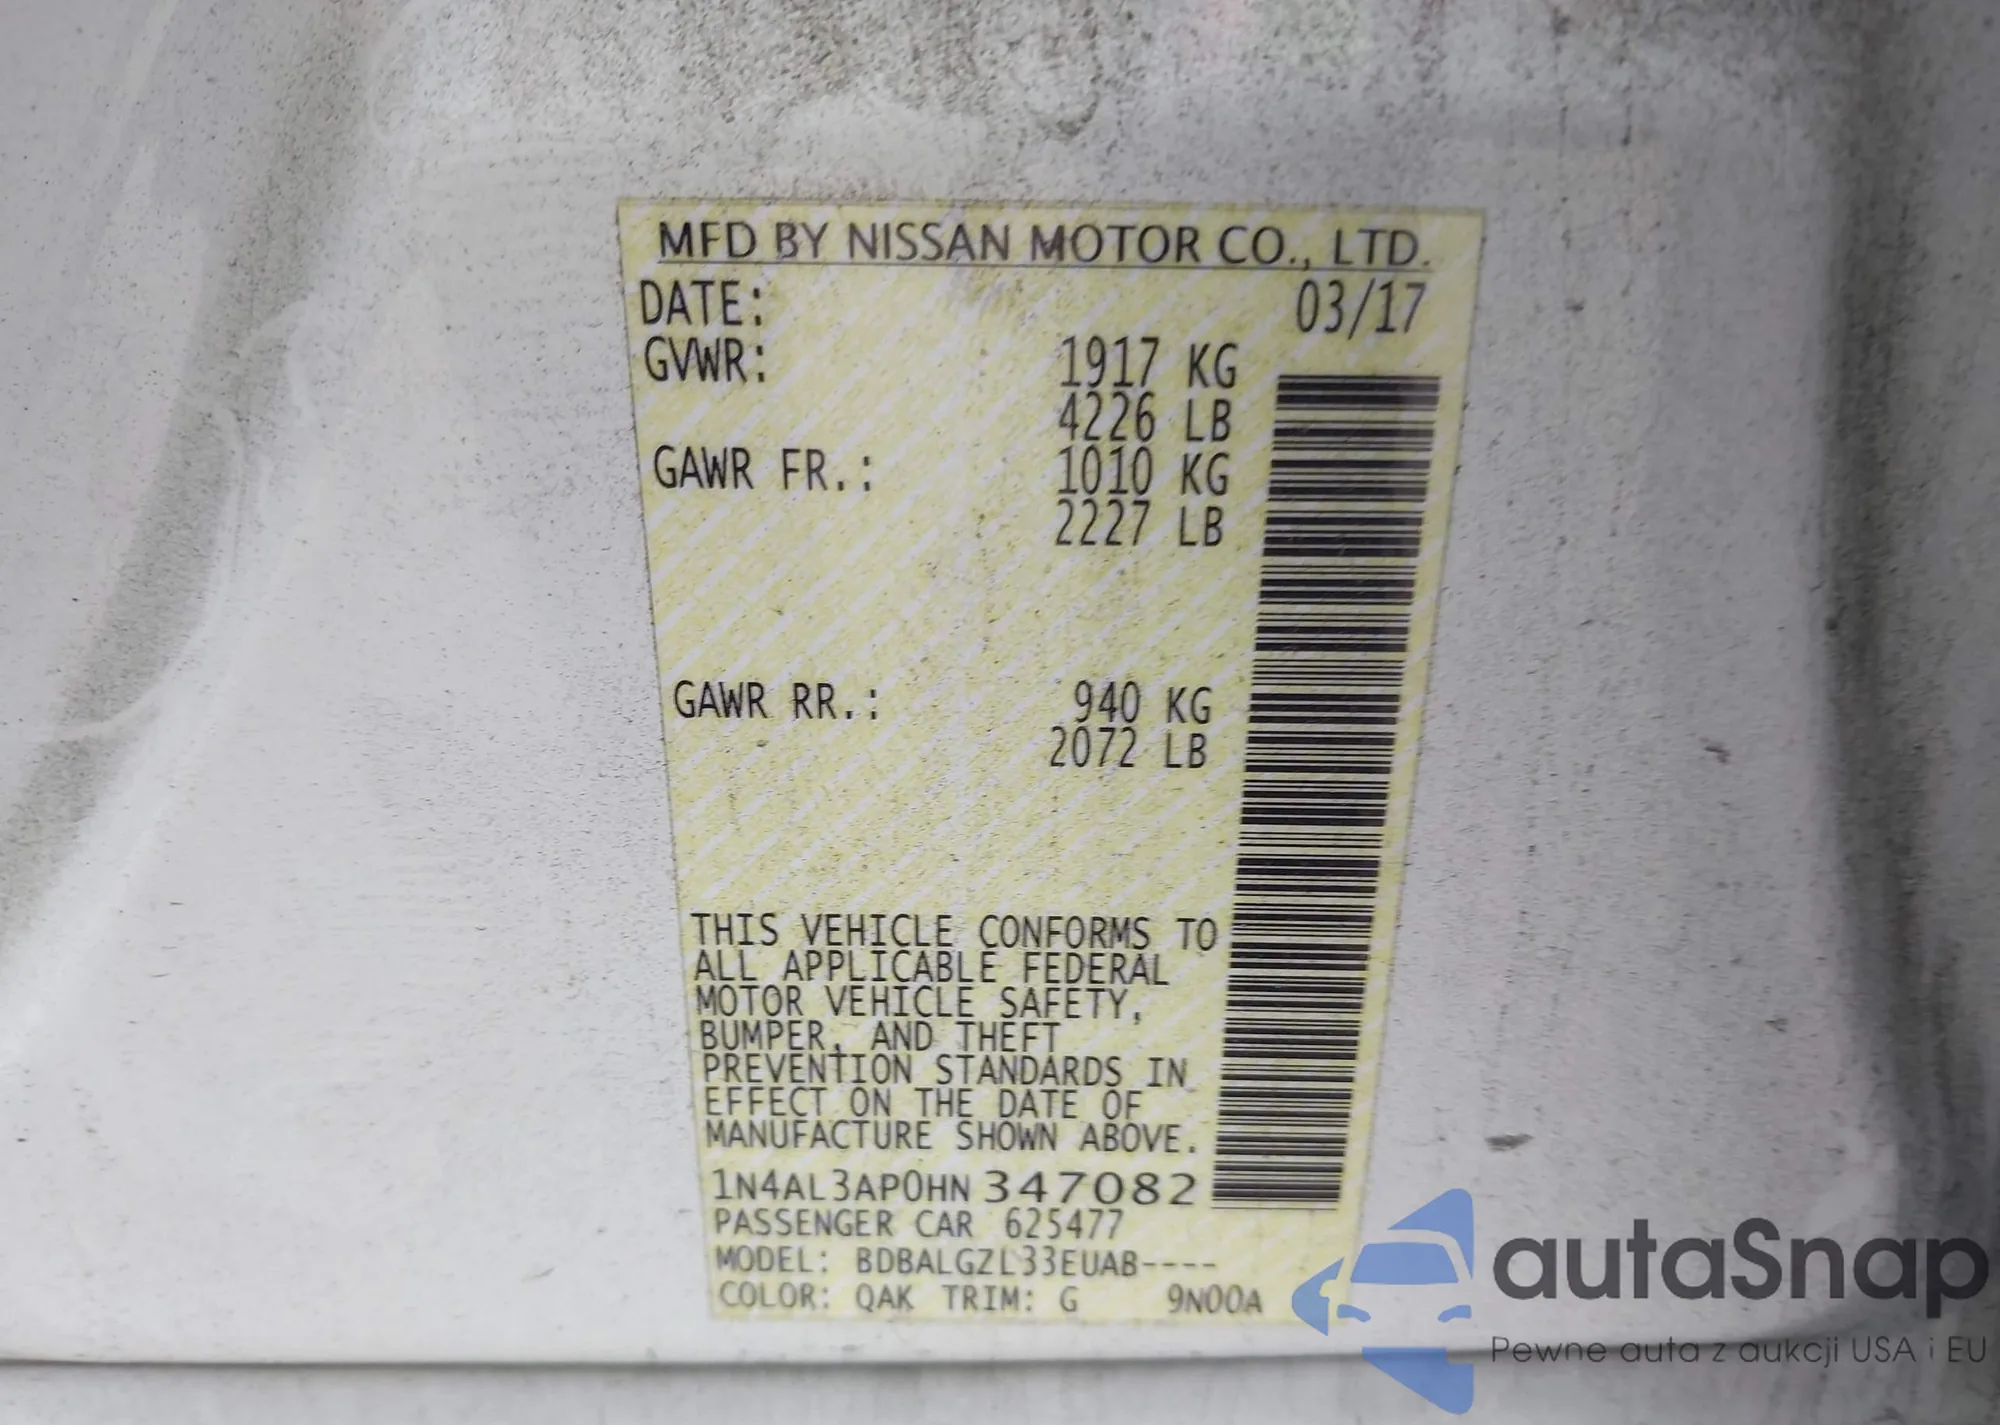 MFD BY NISSAN MOTOR CO., LTD.
DATE: 03/17
GVWR: 1917 KG
4226 LB
GAWR FR.: 1010 KG
2227 LB
GAWR RR.: 940 KG
2072 LB
THIS VEHICLE CONFORMS TO
ALL APPLICABLE FEDERAL
MOTOR VEHICLE SAFETY,
BUMPER, AND THEFT
PREVENTION STANDARDS IN
EFFECT ON THE DATE OF
MANUFACTURE SHOWN ABOVE.
1N4AL3AP0HN 347082
PASSENGER CAR 625477
MODEL: BDBALGZL33EUAB----
COLOR: QAK TRIM: G 9N00A
autaSnap
Pewne auta z aukcji USA i EU